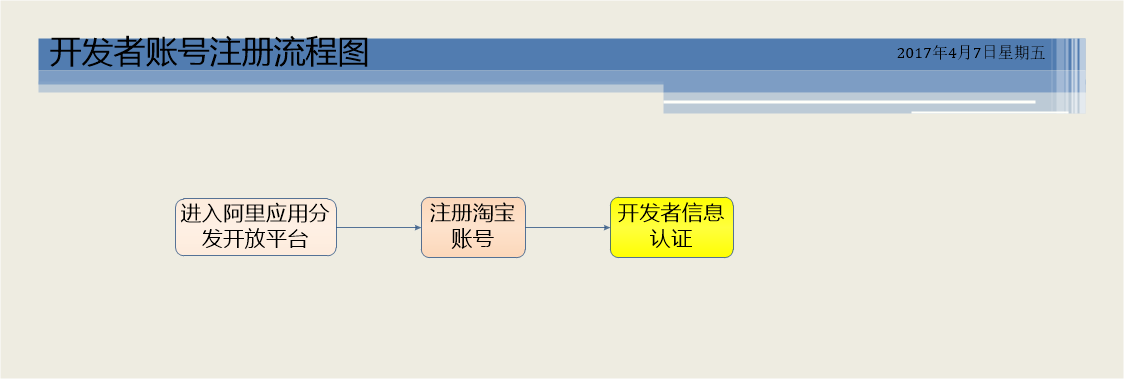 开发者账号注册流程图
2017年4月7日星期五
进入阿里应用分
发开放平台
注册淘宝
账号
开发者信息
认证